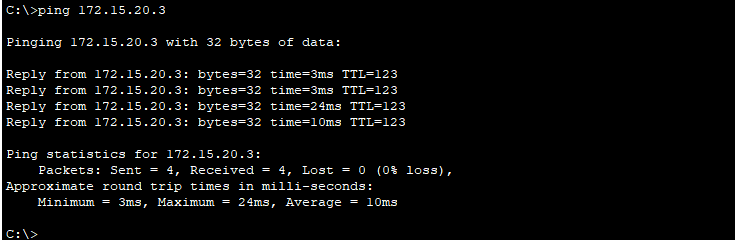 C:\>ping 172.15.20.3
Pinging 172.15.20.3 with 32 bytes of data:
Reply from 172.15.20.3: bytes=32 time=3ms TTL=123
Reply from 172.15.20.3: bytes=32 time=3ms TTL=123
Reply from 172.15.20.3: bytes=32 time=24ms TTL=123
Reply from 172.15.20.3: bytes=32 time=10ms TTL=123
Ping statistics for 172.15.20.3:
Packets: Sent = 4, Received = 4, Lost = 0 (0% loss),
Approximate round trip times in milli-seconds:
Minimum = 3ms, Maximum = 24ms, Average = 10ms
C:\>